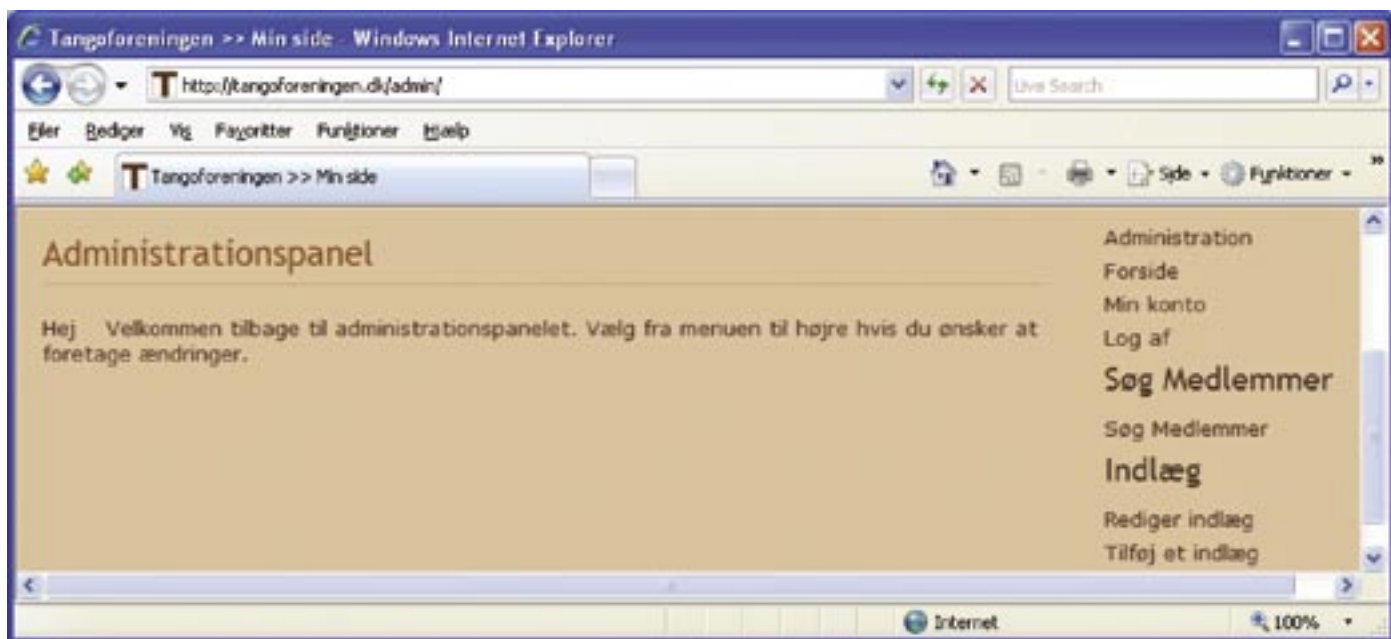 Tangoforeningen >> Min side - Windows Internet Explorer
http://tangoforeningen.dk/admin/
Live Search
Filer Rediger Vis Favoritter Funktioner Hjælp
Tangoforeningen >> Min side
Side
Funktioner
Administrationspanel
Hej Velkommen tilbage til administrationspanelet. Vælg fra menuen til højre hvis du ønsker at
foretage ændringer.
Administration
Forside
Min konto
Log af
Søg Medlemmer
Søg Medlemmer
Indlæg
Rediger indlæg
Tilføj et indlæg
Internet
100%